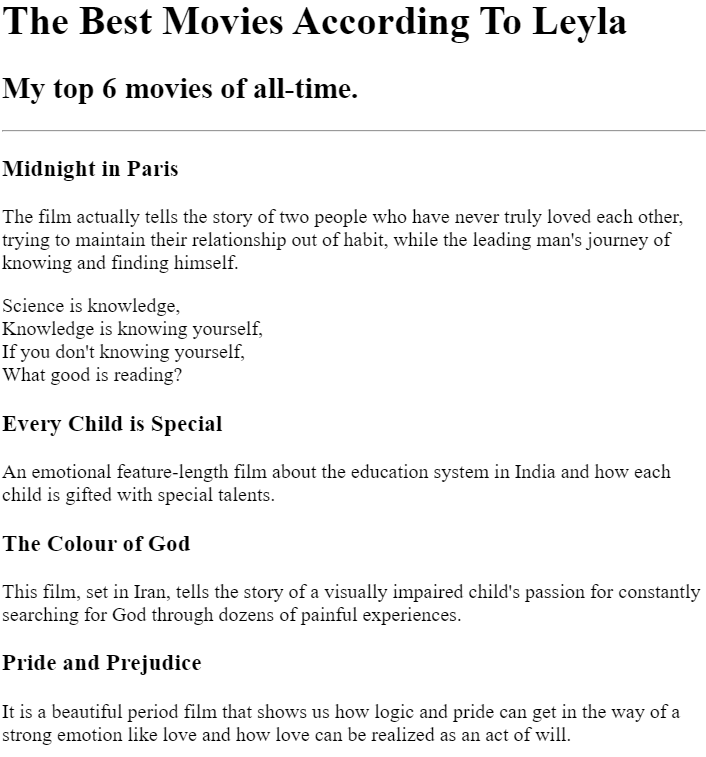 The Best Movies According To Leyla
My top 6 movies of all-time.
Midnight in Paris
The film actually tells the story of two people who have never truly loved each other,
trying to maintain their relationship out of habit, while the leading man's journey of
knowing and finding himself.
Science is knowledge,
Knowledge is knowing yourself,
If you don't knowing yourself,
What good is reading?
Every Child is Special
An emotional feature-length film about the education system in India and how each
child is gifted with special talents.
The Colour of God
This film, set in Iran, tells the story of a visually impaired child's passion for constantly
searching for God through dozens of painful experiences.
Pride and Prejudice
It is a beautiful period film that shows us how logic and pride can get in the way of a
strong emotion like love and how love can be realized as an act of will.